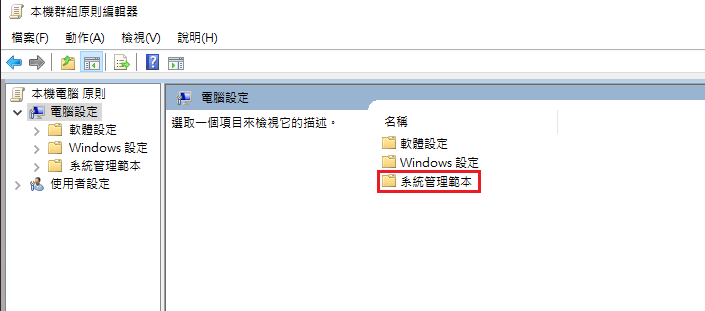 本機群組原則編輯器
檔案(F) 動作(A) 檢視(V) 說明(H)
本機電腦 原則
電腦設定
軟體設定
Windows 設定
系統管理範本
使用者設定
電腦設定
選取一個項目來檢視它的描述。
名稱
軟體設定
Windows 設定
系統管理範本